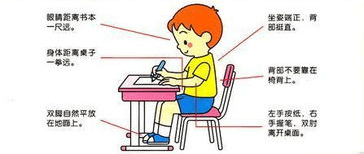 眼睛距离书本
一尺远。
身体距离桌子
一拳远。
双脚自然平放
在地面上。
坐姿端正，背
部挺直。
背部不要靠在
椅背上。
左手按纸，右
手握笔，双肘
离开桌面。